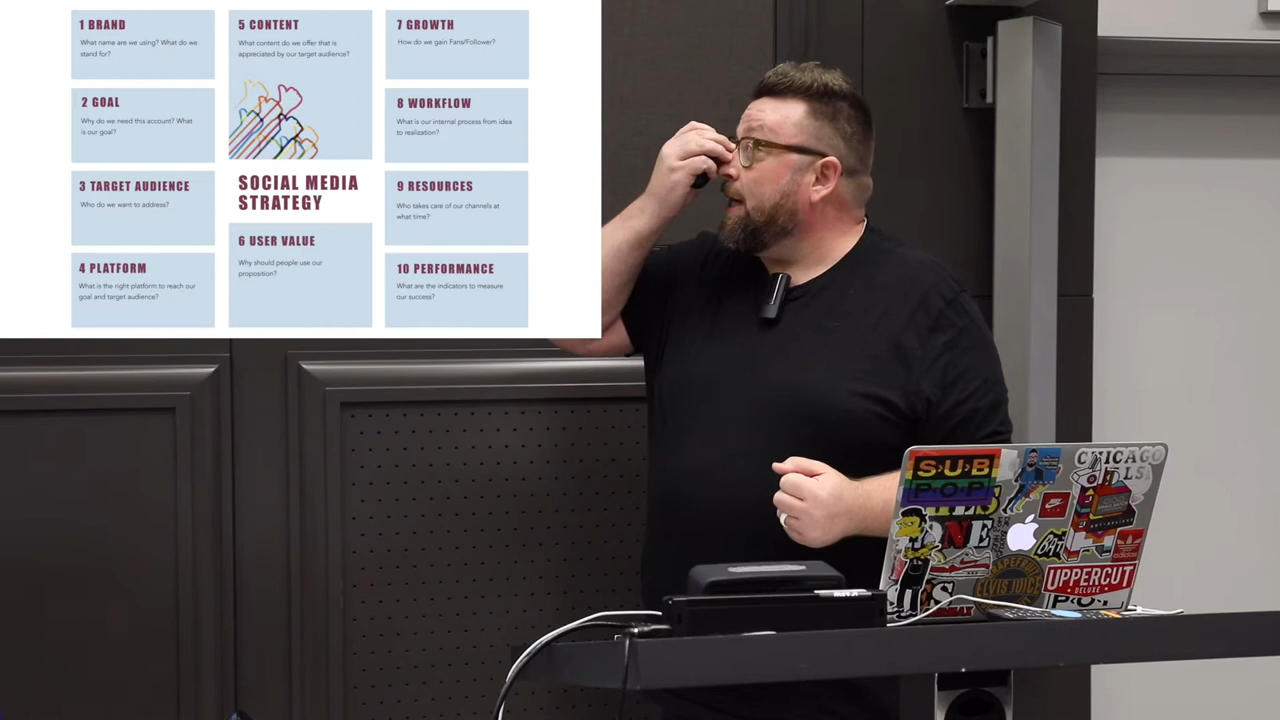 1 BRAND
What name are we using? What do we
stand for?
2 GOAL
Why do we need this account? What
is our goal?
3 TARGET AUDIENCE
Who do we want to address?
4 PLATFORM
What is the right platform to reach our
goal and target audience?
5 CONTENT
What content do we offer that is
appreciated by our target audience?
SOCIAL MEDIA
STRATEGY
6 USER VALUE
Why should people use our
proposition?
7 GROWTH
How do we gain Fans/Follower?
8 WORKFLOW
What is our internal process from idea
to realization?
9 RESOURCES
Who takes care of our channels at
what time?
10 PERFORMANCE
What are the indicators to measure
our success?
SUB
POP
CHICAGO
NE
BAT
adidas
GRAPEFRUIT
ELVIS JUICE
UPPERCUT
DELUXE